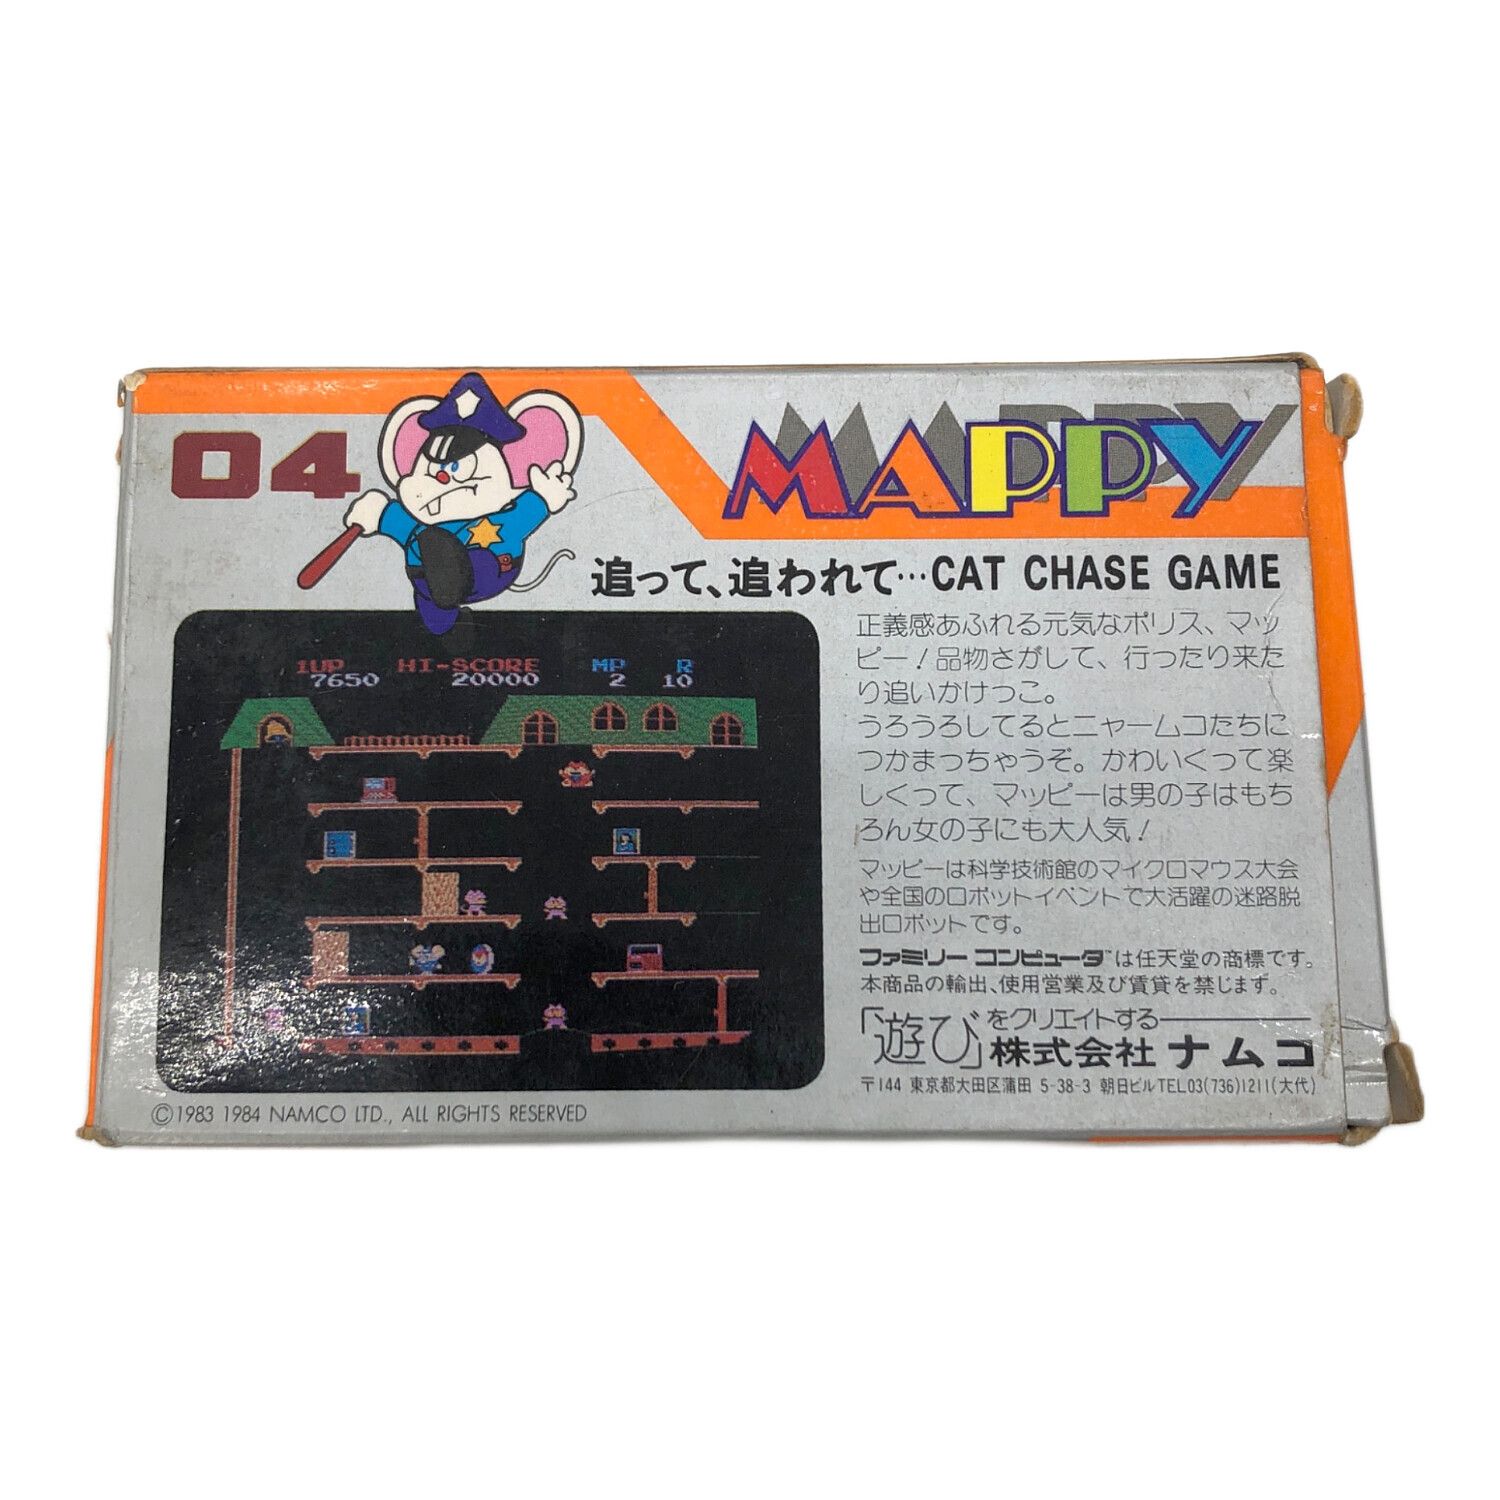 04
MAPPY
追って、追われて…CAT CHASE GAME
1UP HI-SCORE MP R
7650 20000 2 10
正義感あふれる元気なポリス、マッ
ピー!品物さがして、行ったり来た
り追いかけっこ。
うろうろしてるとニャームコたちに
つかまっちゃうぞ。かわいくって楽
しくって、マッピーは男の子はもち
ろん女の子にも大人気!
マッピーは科学技術館のマイクロマウス大会
や全国のロボットイベントで大活躍の迷路脱
出ロボットです。
ファミリーコンピュータ™は任天堂の商標です。
本商品の輸出、使用営業及び賃貸を禁じます。
「遊び」をクリエイトする
株式会社ナムコ
〒144 東京都大田区蒲田 5-38-3 朝日ビル TEL03(736)1211(大代)
©1983 1984 NAMCO LTD., ALL RIGHTS RESERVED